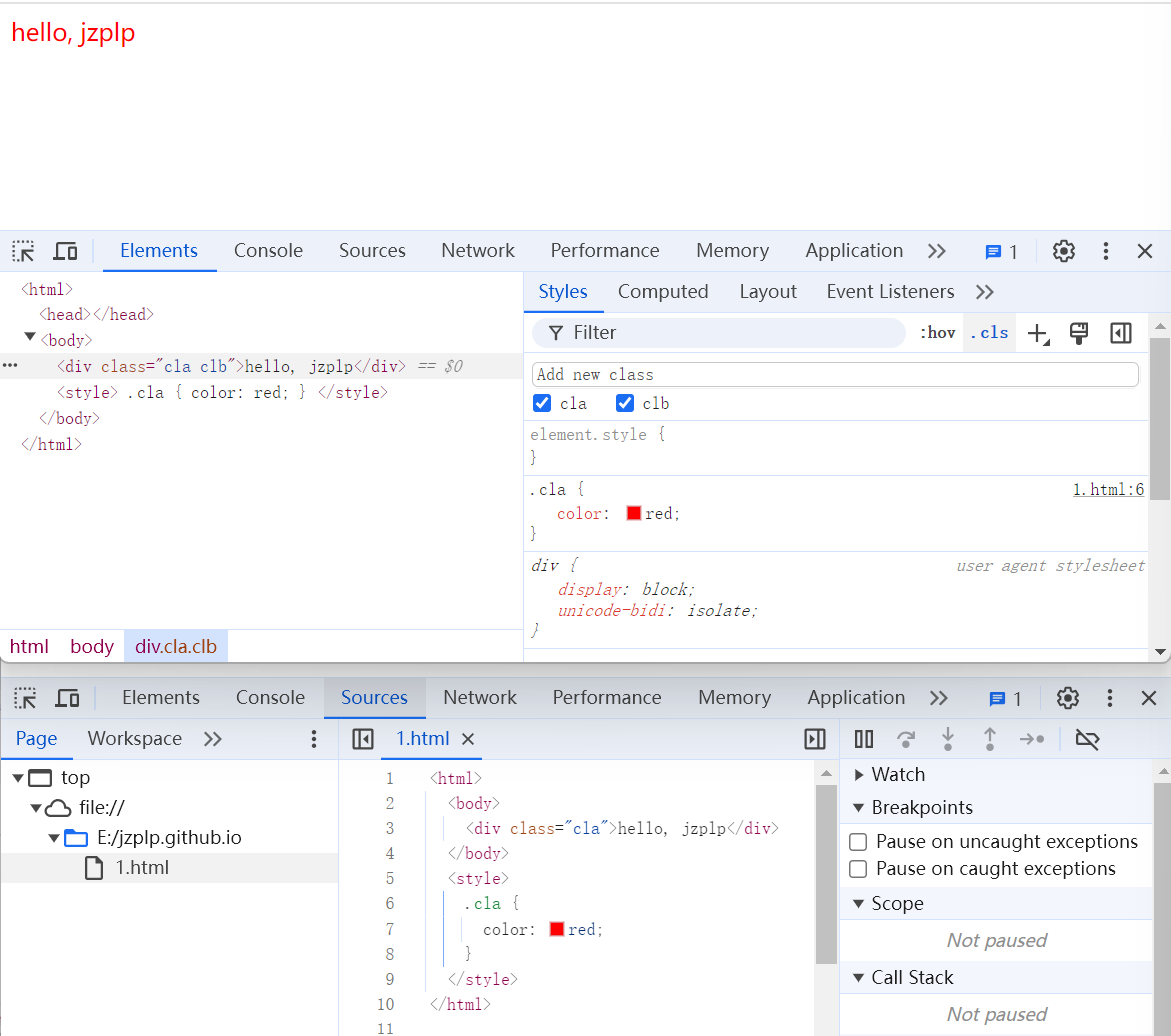 hello, jzplp
Elements Console Sources Network Performance Memory Application 1
<html>
<head></head>
<body>
<div class="cla clb">hello, jzplp</div> == $0
<style> .cla { color: red; } </style>
</body>
</html>
html body div.cla.clb
Styles Computed Layout Event Listeners
Filter :hov .cls
Add new class
cla clb
element.style {
}
.cla { 1.html:6
color: red;
}
div { user agent stylesheet
display: block;
unicode-bidi: isolate;
}
Elements Console Sources Network Performance Memory Application 1
Page Workspace
top
file://
E:/jzplp.github.io
1.html
1.html
1 <html>
2 <body>
3 <div class="cla">hello, jzplp</div>
4 </body>
5 <style>
6 .cla {
7 color: red;
8 }
9 </style>
10 </html>
11
Watch
Breakpoints
Pause on uncaught exceptions
Pause on caught exceptions
Scope
Not paused
Call Stack
Not paused